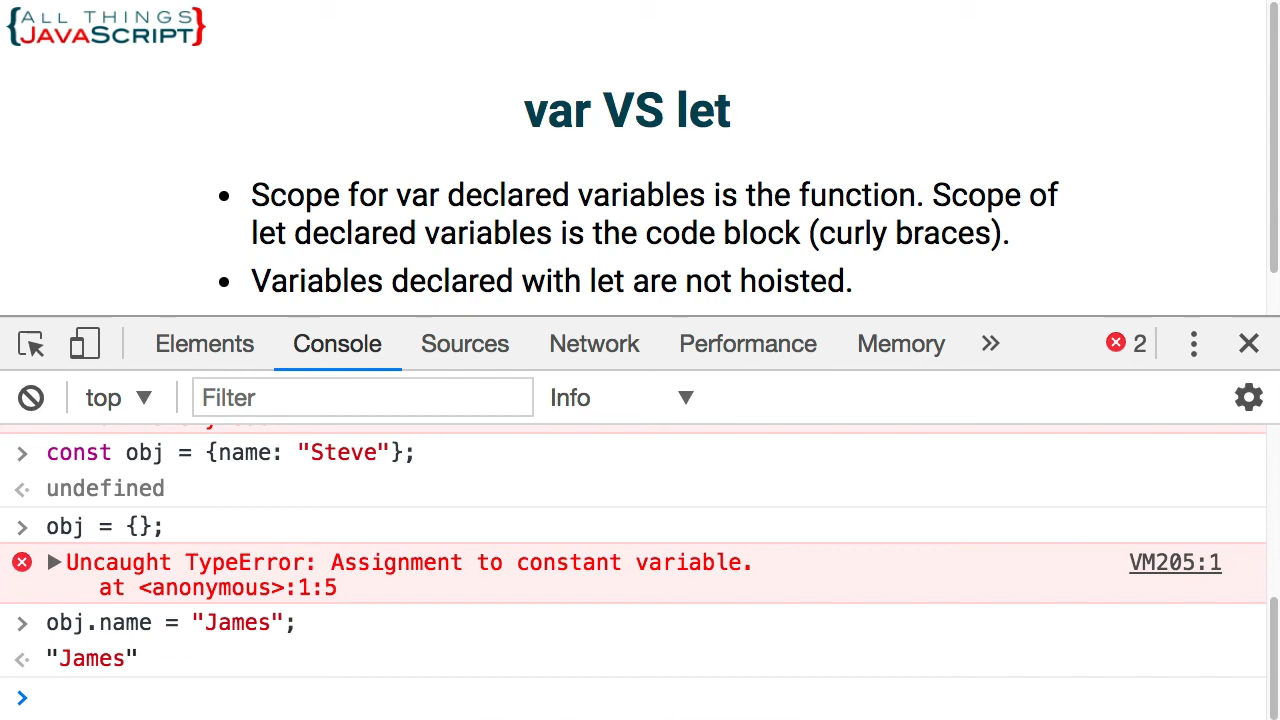 {ALL THINGS
JAVASCRIPT}
var VS let
• Scope for var declared variables is the function. Scope of
let declared variables is the code block (curly braces).
• Variables declared with let are not hoisted.
Elements Console Sources Network Performance Memory » 2
top ▼ Filter Info ▼
> const obj = {name: "Steve"};
undefined
> obj = {};
▶Uncaught TypeError: Assignment to constant variable. VM205:1
at <anonymous>:1:5
> obj.name = "James";
"James"
>